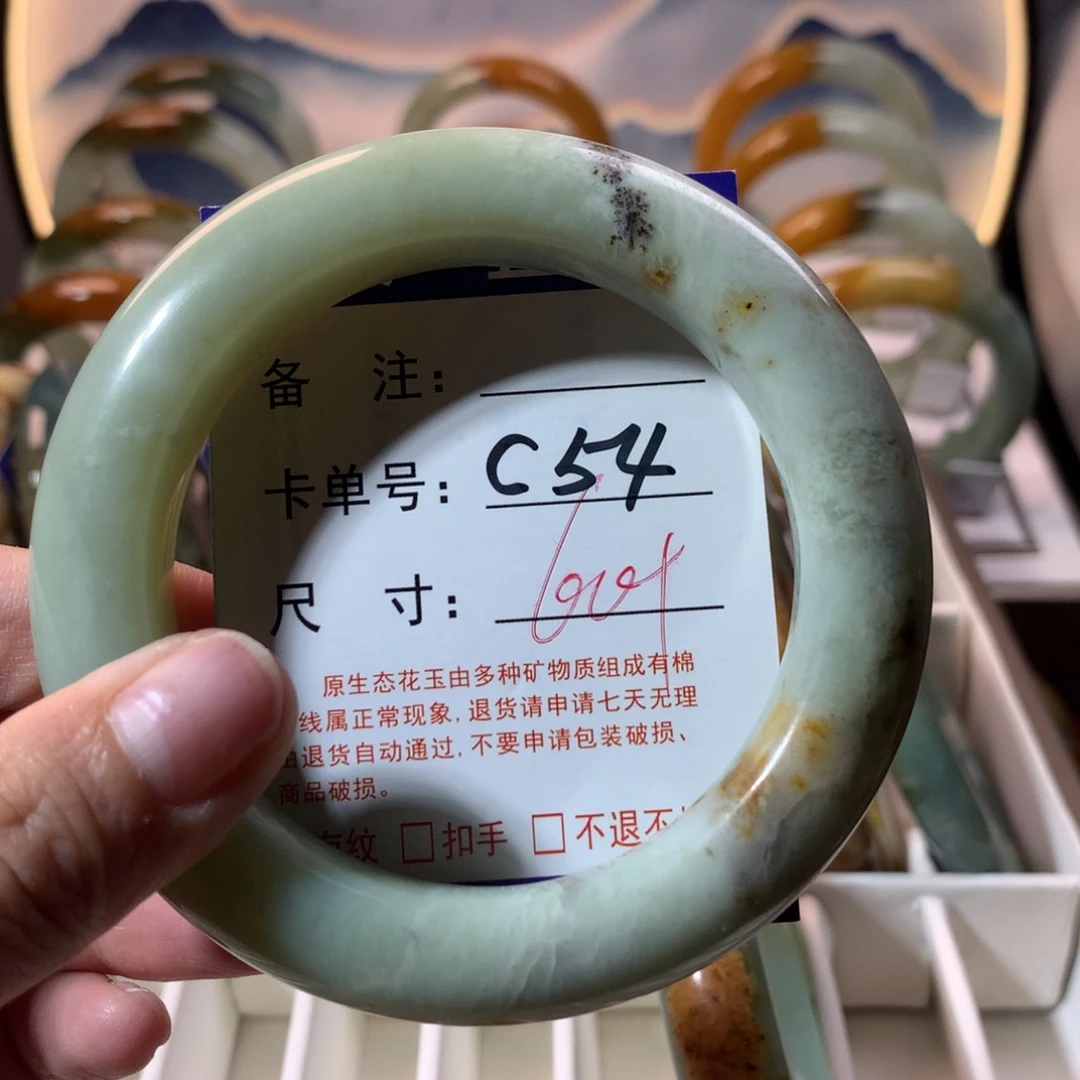 备 注：
卡单号：C54
尺 寸：
原生态花玉由多种矿物质组成有棉
线属正常现象,退货请申请七天无理
由退货自动通过,不要申请包装破损、
商品破损。
有纹 □扣手 □不退不